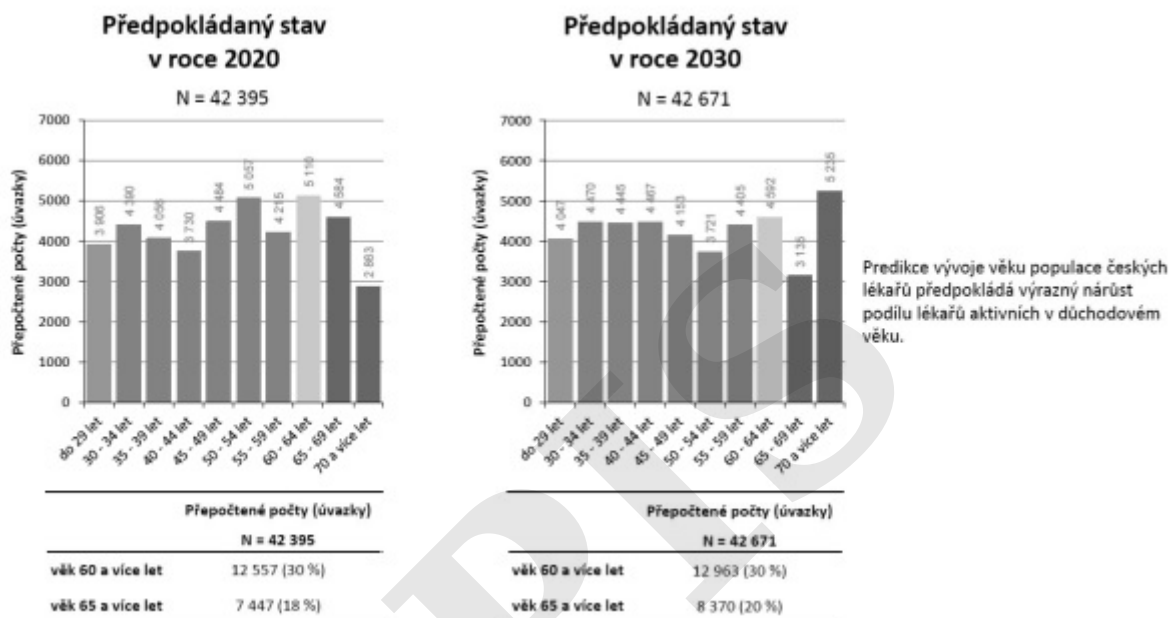 Předpokládaný stav
v roce 2020
N = 42 395
Přepočtené počty (úvazky)
7000
6000
5000
4000
3000
2000
1000
0
3 906
4 390
4 056
3 730
4 484
5 057
4 215
5 110
4 584
2 863
do 29 let
30 - 34 let
35 - 39 let
40 - 44 let
45 - 49 let
50 - 54 let
55 - 59 let
60 - 64 let
65 - 69 let
70 a více let
Přepočtené počty (úvazky)
N = 42 395
věk 60 a více let 12 557 (30 %)
věk 65 a více let 7 447 (18 %)
Předpokládaný stav
v roce 2030
N = 42 671
Přepočtené počty (úvazky)
7000
6000
5000
4000
3000
2000
1000
0
4 047
4 470
4 445
4 467
4 153
3 721
4 405
4 592
3 135
5 235
do 29 let
30 - 34 let
35 - 39 let
40 - 44 let
45 - 49 let
50 - 54 let
55 - 59 let
60 - 64 let
65 - 69 let
70 a více let
Přepočtené počty (úvazky)
N = 42 671
věk 60 a více let 12 963 (30 %)
věk 65 a více let 8 370 (20 %)
Predikce vývoje věku populace českých
lékařů předpokládá výrazný nárůst
podílu lékařů aktivních v důchodovém
věku.
PIS